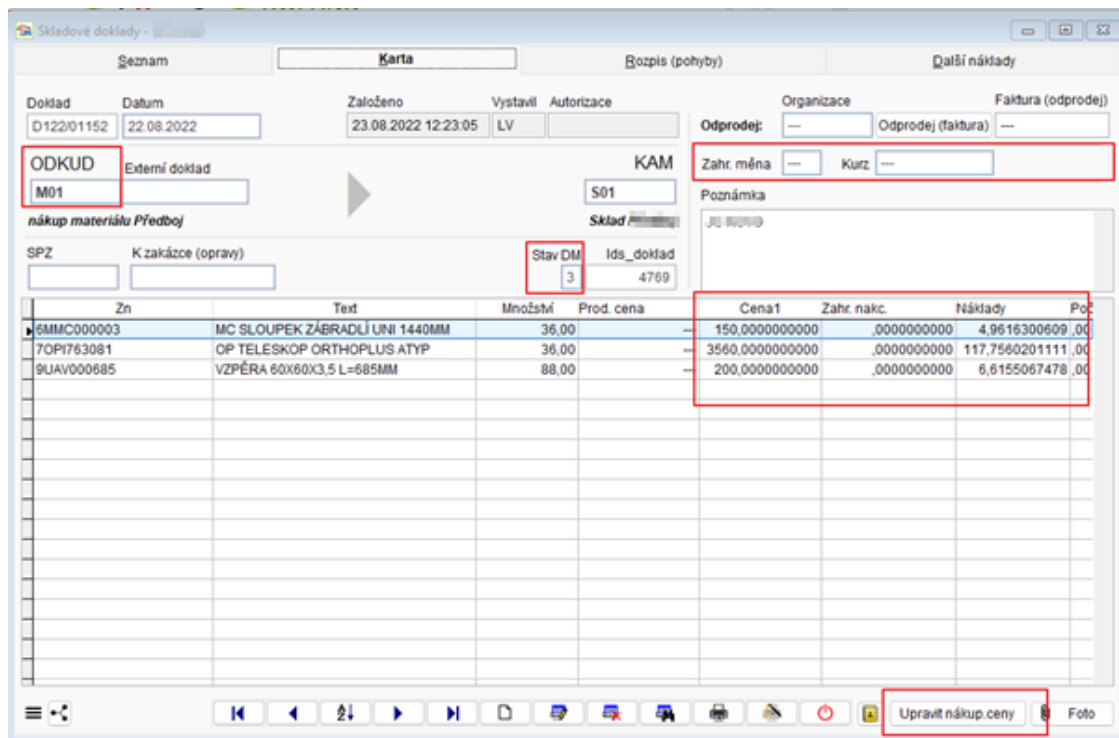 Skladové doklady -
Seznam Karta Rozpis (pohyby) Další náklady
Doklad Datum Založeno Vystavil Autorizace Organizace Faktura (odprodej)
D122/01152 22.08.2022 23.08.2022 12:23:05 LV Odprodej: --- Odprodej (faktura) ---
ODKUD Externí doklad KAM Zahr. měna --- Kurz ---
M01 S01 Poznámka
nákup materiálu Předboj Sklad
SPZ K zakázce (opravy) Stav DM Ids_doklad
3 4769
Zn Text Množství Prod. cena Cena1 Zahr. nakc. Náklady Poč
6MMC000003 MC SLOUPEK ZÁBRADLÍ UNI 1440MM 36,00 --- 150,0000000000 ,0000000000 4,9616300609 ,00
7OPI763081 OP TELESKOP ORTHOPLUS ATYP 36,00 --- 3560,0000000000 ,0000000000 117,7560201111 ,00
9UAV000685 VZPĚRA 60X60X3,5 L=685MM 88,00 --- 200,0000000000 ,0000000000 6,6155067478 ,00
Upravit nákup.ceny Foto